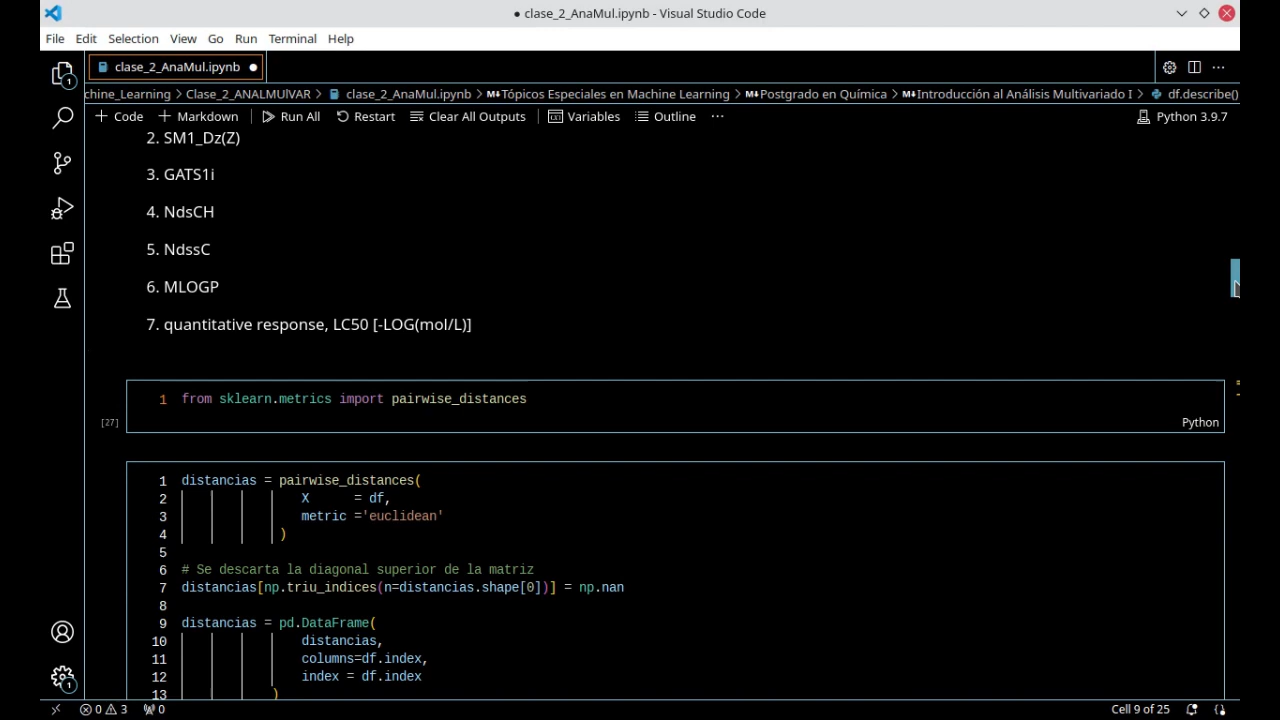 ● clase_2_AnaMul.ipynb - Visual Studio Code
File Edit Selection View Go Run Terminal Help
clase_2_AnaMul.ipynb ●
chine_Learning > Clase_2_ANALMUlVAR > clase_2_AnaMul.ipynb > M↓Tópicos Especiales en Machine Learning > M↓Postgrado en Química > M↓Introducción al Análisis Multivariado I > df.describe()
+ Code + Markdown Run All Restart Clear All Outputs Variables Outline ··· Python 3.9.7
2. SM1_Dz(Z)
3. GATS1i
4. NdsCH
5. NdssC
6. MLOGP
7. quantitative response, LC50 [-LOG(mol/L)]
1 from sklearn.metrics import pairwise_distances
[27] Python
1 distancias = pairwise_distances(
2 X = df,
3 metric ='euclidean'
4 )
5
6 # Se descarta la diagonal superior de la matriz
7 distancias[np.triu_indices(n=distancias.shape[0])] = np.nan
8
9 distancias = pd.DataFrame(
10 distancias,
11 columns=df.index,
12 index = df.index
13 )
0 3 0 Cell 9 of 25
1
1